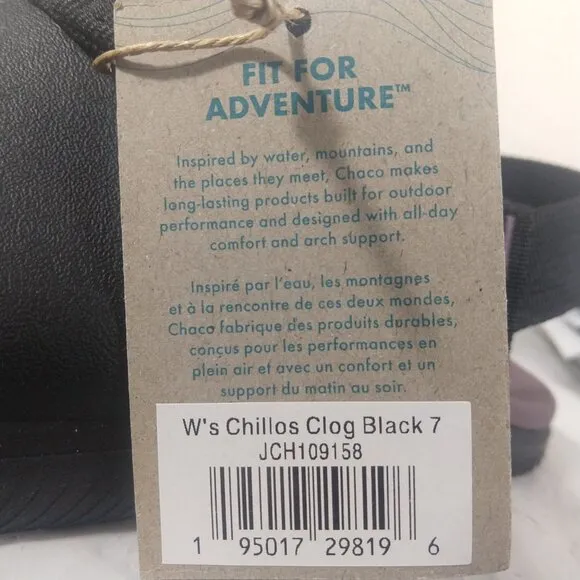 FIT FOR
ADVENTURE™
Inspired by water, mountains, and
the places they meet, Chaco makes
long-lasting products built for outdoor
performance and designed with all-day
comfort and arch support.
Inspiré par l'eau, les montagnes
et à la rencontre de ces deux mondes,
Chaco fabrique des produits durables,
conçus pour les performances en
plein air et avec un confort et un
support du matin au soir.
W's Chillos Clog Black 7
JCH109158
1 95017 29819 6